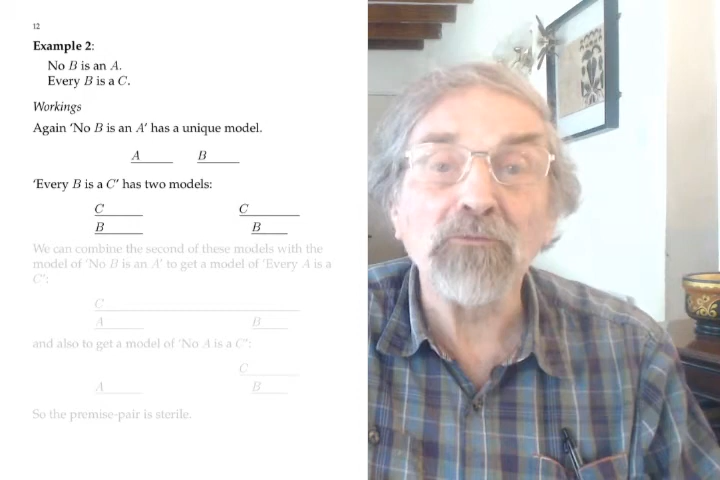 12
Example 2:
No B is an A.
Every B is a C.
Workings
Again ‘No B is an A’ has a unique model.
A B
‘Every B is a C’ has two models:
C C
B B
We can combine the second of these models with the
model of ‘No B is an A’ to get a model of ‘Every A is a
C’:
C
A B
and also to get a model of ‘No A is a C’:
C
A B
So the premise-pair is sterile.